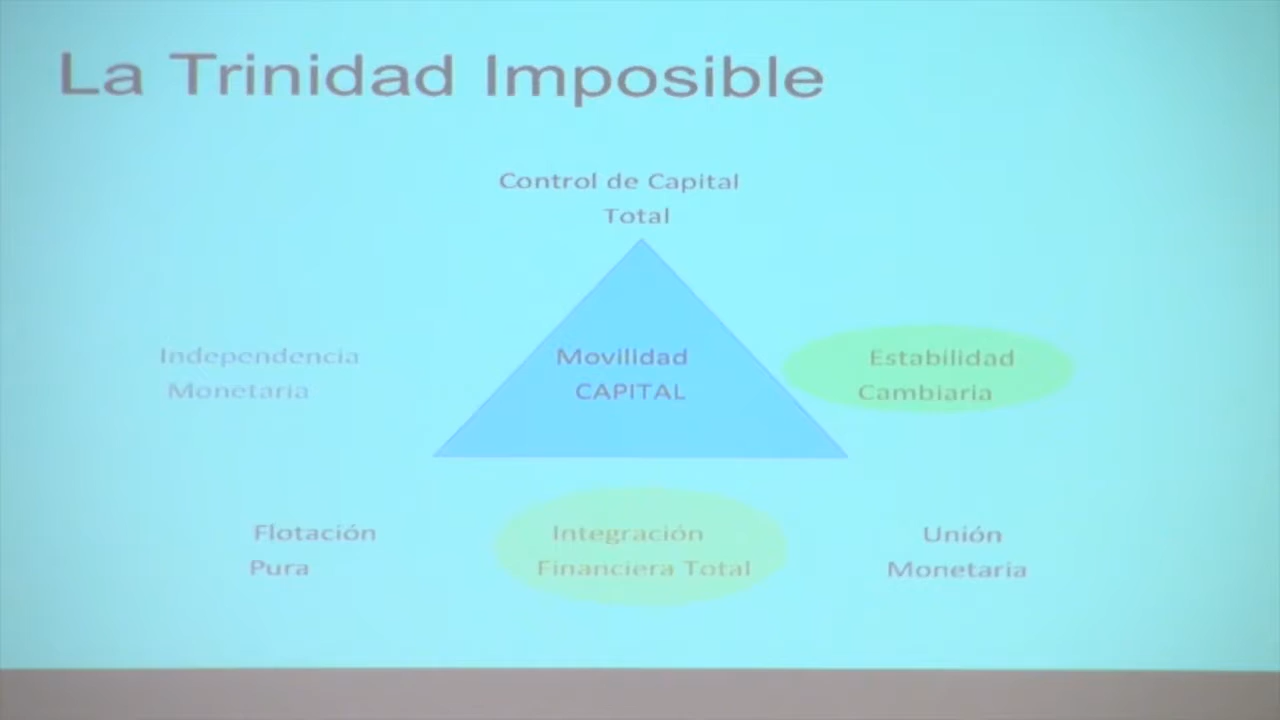 La Trinidad Imposible
Control de Capital
Total
Independencia
Monetaria
Movilidad
CAPITAL
Estabilidad
Cambiaria
Flotación
Pura
Integración
Financiera Total
Unión
Monetaria